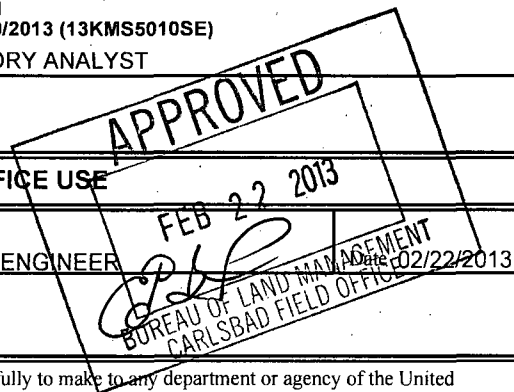 0/2013 (13KMS5010SE)
ORY ANALYST
APPROVED
FICE USE
FEB 22 2013
ENGINEER
Date 02/22/2013
BUREAU OF LAND MANAGEMENT
CARLSBAD FIELD OFFICE
fully to make to any department or agency of the United